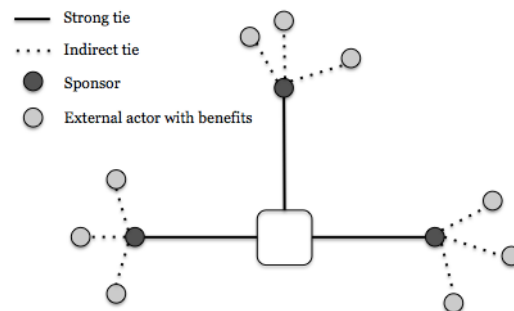 Strong tie
Indirect tie
Sponsor
External actor with benefits